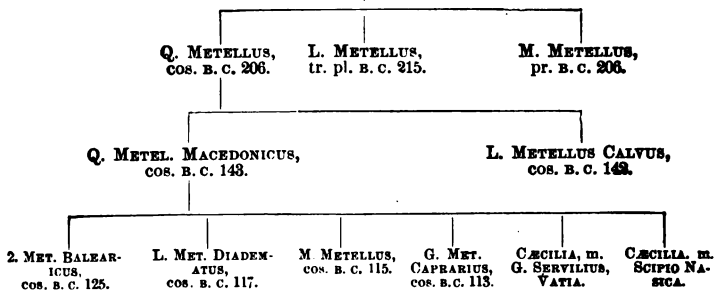 Q. METELLUS,
COS. B.C. 206.
L. METELLUS,
tr. pl. B.C. 215.
M. METELLUS,
pr. B.C. 206.
Q. METEL. MACEDONICUS,
COS. B.C. 143.
L. METELLUS CALVUS,
COS. B.C. 142.
2. MET. BALEAR-
ICUS,
COS. B.C. 125.
L. MET. DIADEM-
ATUS,
COS. B.C. 117.
M METELLUS,
COS. B.C. 115.
G. MET.
CAPRARIUS,
COS. B.C. 113.
CÆCILIA, m.
G. SERVILIUS,
VATIA.
CÆCILIA. m.
SCIPIO NA-
SICA.